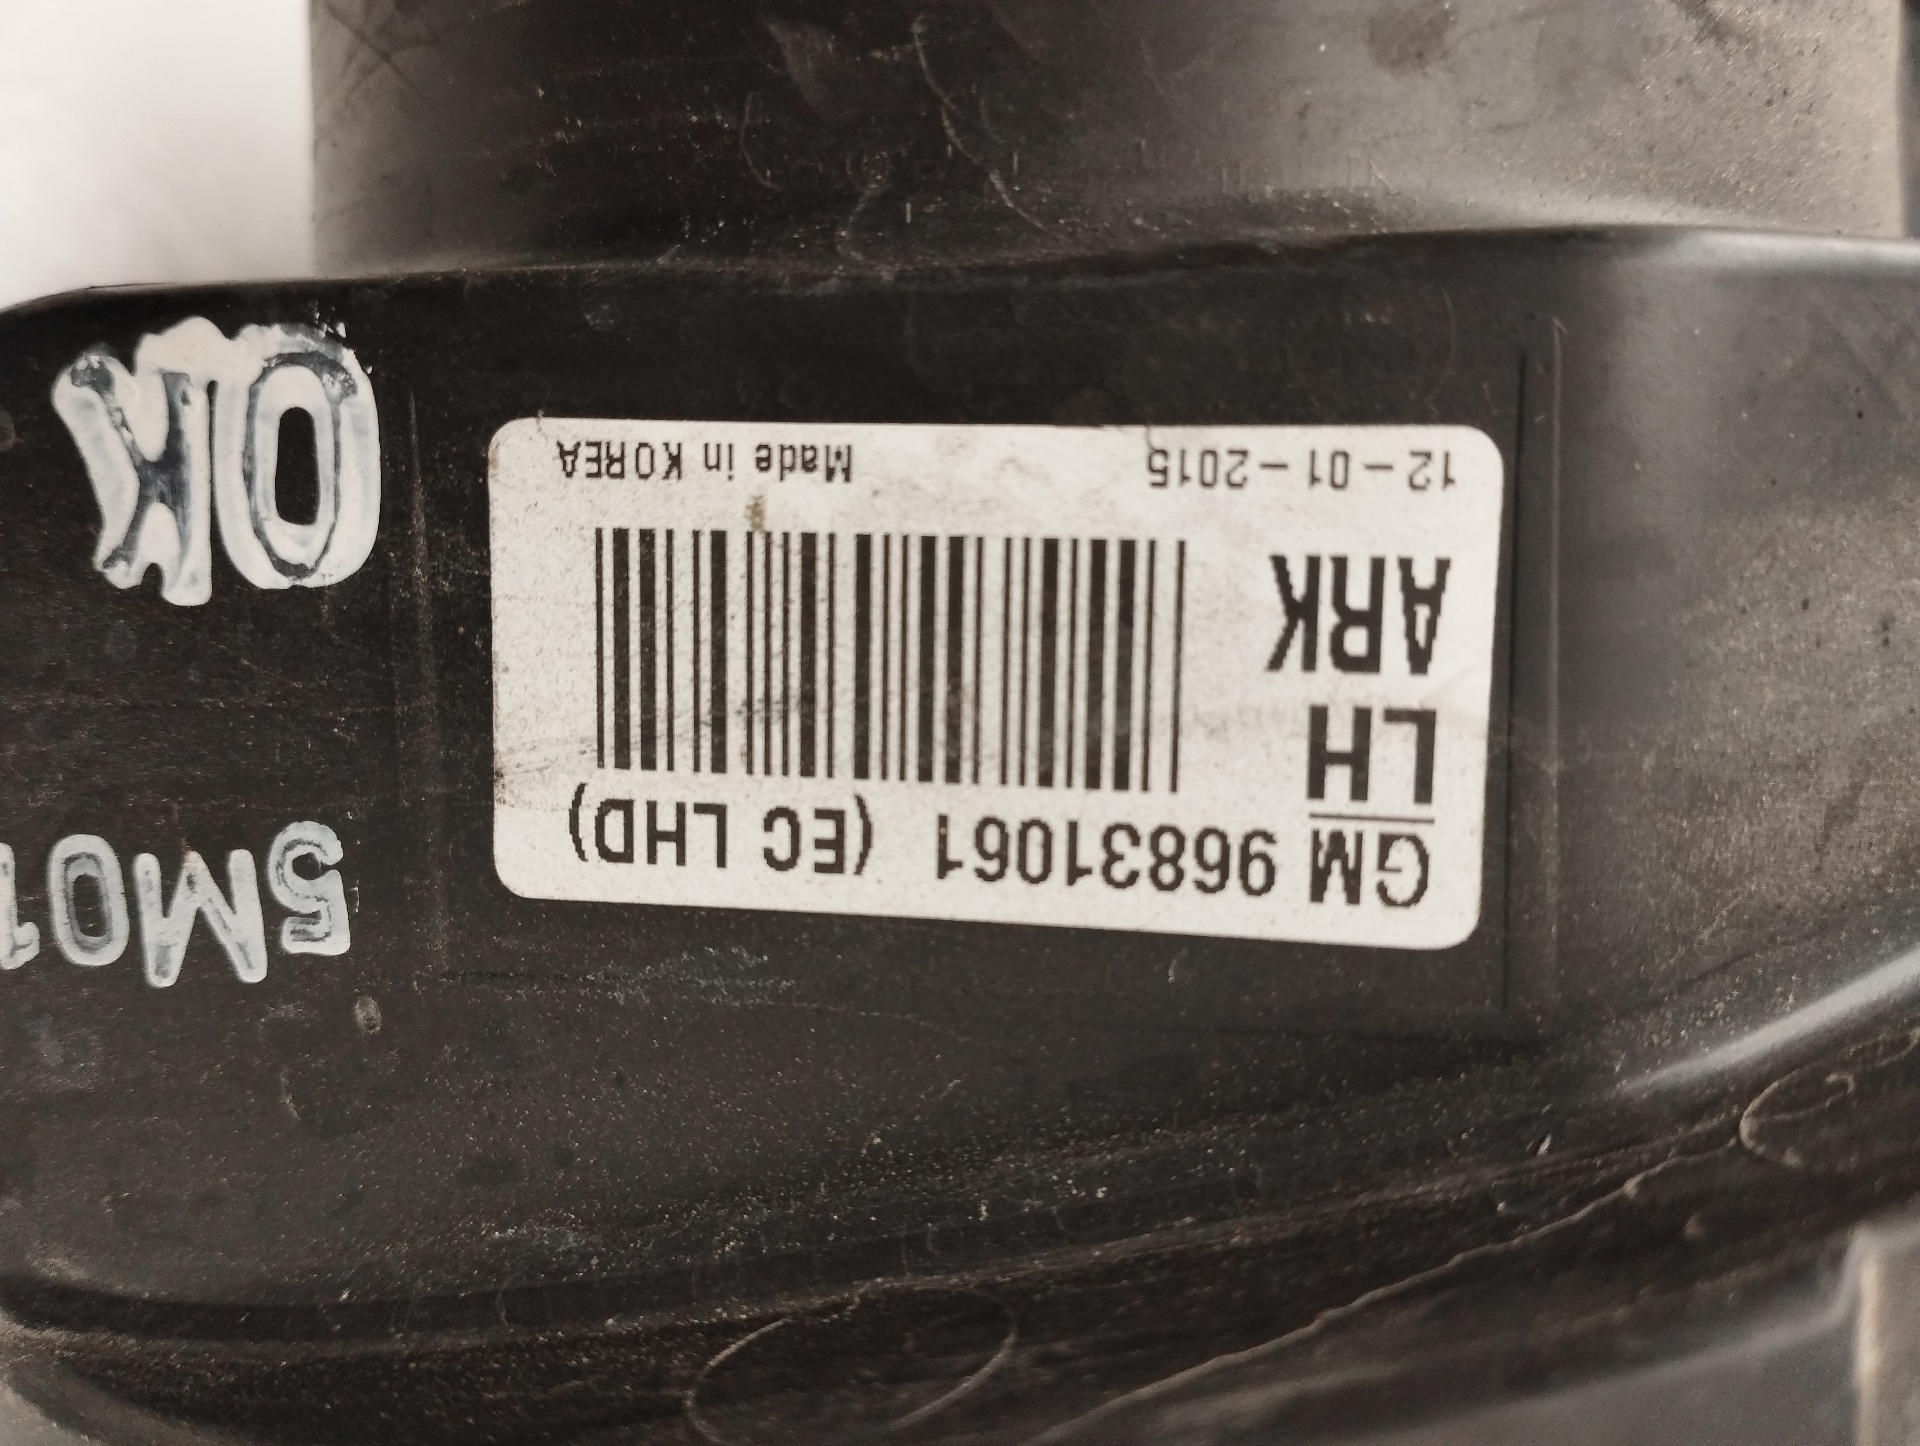 GM 96831061 (EC LHD)
LH
ARK
12-01-2015 Made in KOREA
5M01
OK